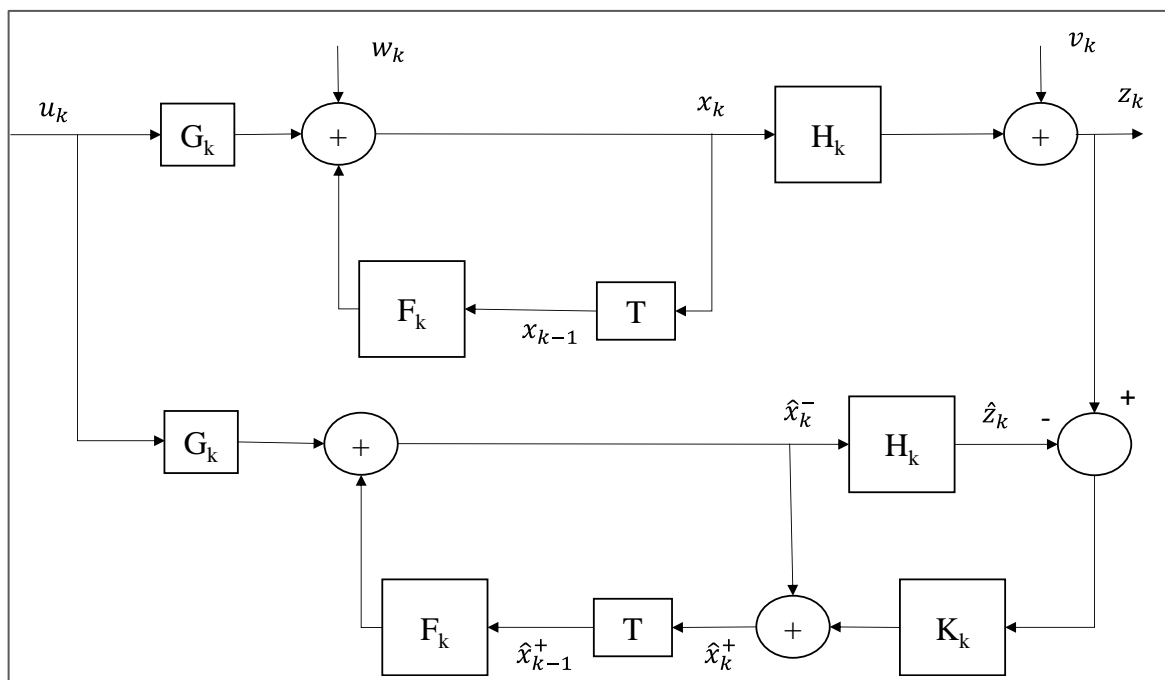 w_k
v_k
u_k
x_k
z_k
G_k
+
H_k
+
F_k
T
x_{k-1}
+
x̂_k^-
ẑ_k
-
G_k
+
H_k
F_k
T
+
K_k
x̂_{k-1}^+
x̂_k^+